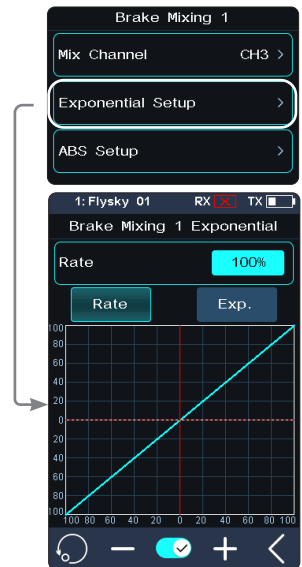 Brake Mixing 1
Mix Channel CH3 >
Exponential Setup >
ABS Setup >
1: Flysky 01 RX TX
Brake Mixing 1 Exponential
Rate 100%
Rate Exp.
100
80
60
40
20
0
20
40
60
80
100
100 80 60 40 20 0 20 40 60 80 100